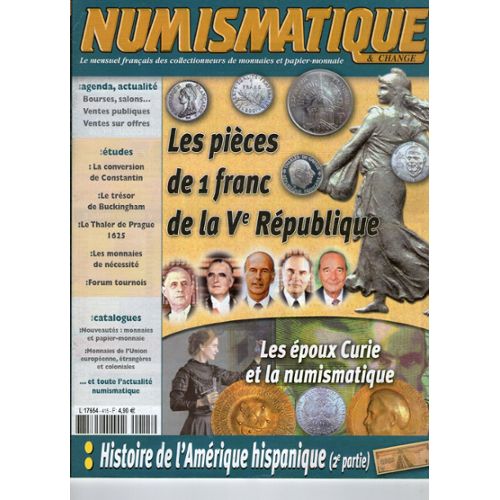 NUMISMATIQUE
& CHANGE
Le mensuel français des collectionneurs de monnaies et papier-monnaie
:agenda, actualité
Bourses, salons...
Ventes publiques
Ventes sur offres
:études
:La conversion
de Constantin
:Le trésor
de Buckingham
:Le Thaler de Prague
1625
:Les monnaies
de nécessité
:Forum tournois
:catalogues
:Nouveautés : monnaies
et papier-monnaie
:Monnaies de l'Union
européenne, étrangères
et coloniales
... et toute l'actualité
numismatique
Les pièces
de 1 franc
de la Ve République
Les époux Curie
et la numismatique
L 17664 - 415 - F: 4,90 €
: Histoire de l'Amérique hispanique (2e partie)